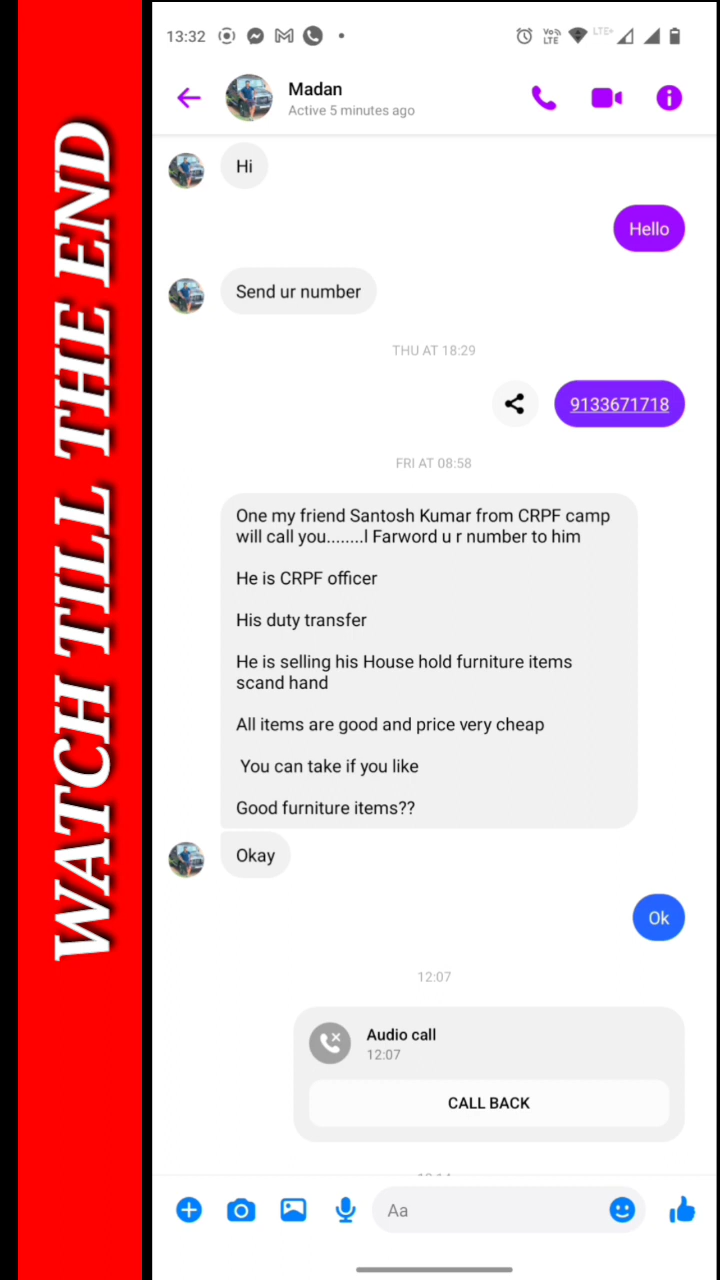 WATCH TILL THE END
13:32
Vo))
LTE
LTE+
Madan
Active 5 minutes ago
Hi
Hello
Send ur number
THU AT 18:29
9133671718
FRI AT 08:58
One my friend Santosh Kumar from CRPF camp
will call you........I Farword u r number to him
He is CRPF officer
His duty transfer
He is selling his House hold furniture items
scand hand
All items are good and price very cheap
You can take if you like
Good furniture items??
Okay
Ok
12:07
Audio call
12:07
CALL BACK
Aa